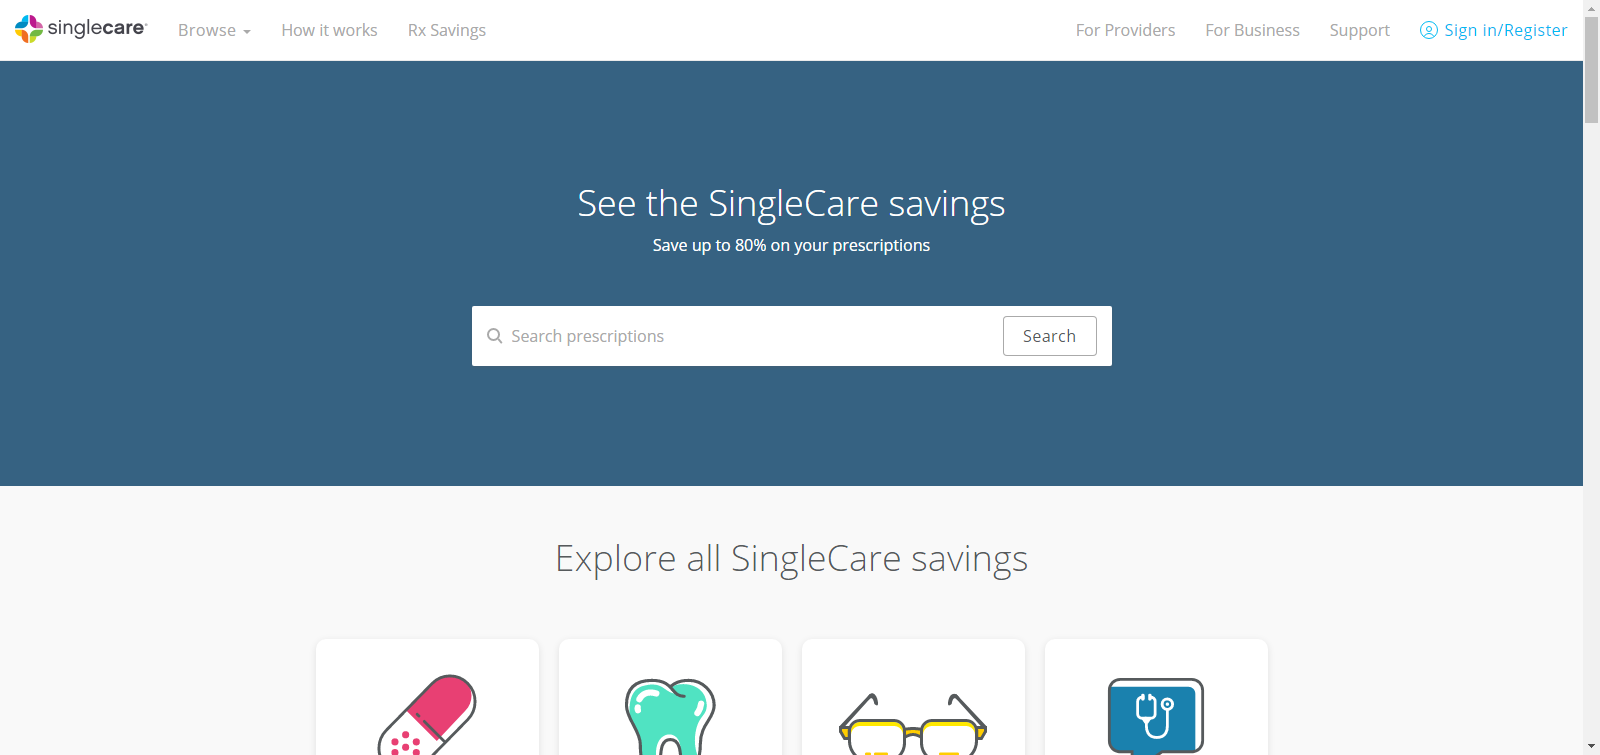 singlecare Browse How it works Rx Savings For Providers For Business Support Sign in/Register
See the SingleCare savings
Save up to 80% on your prescriptions
Search prescriptions Search
Explore all SingleCare savings